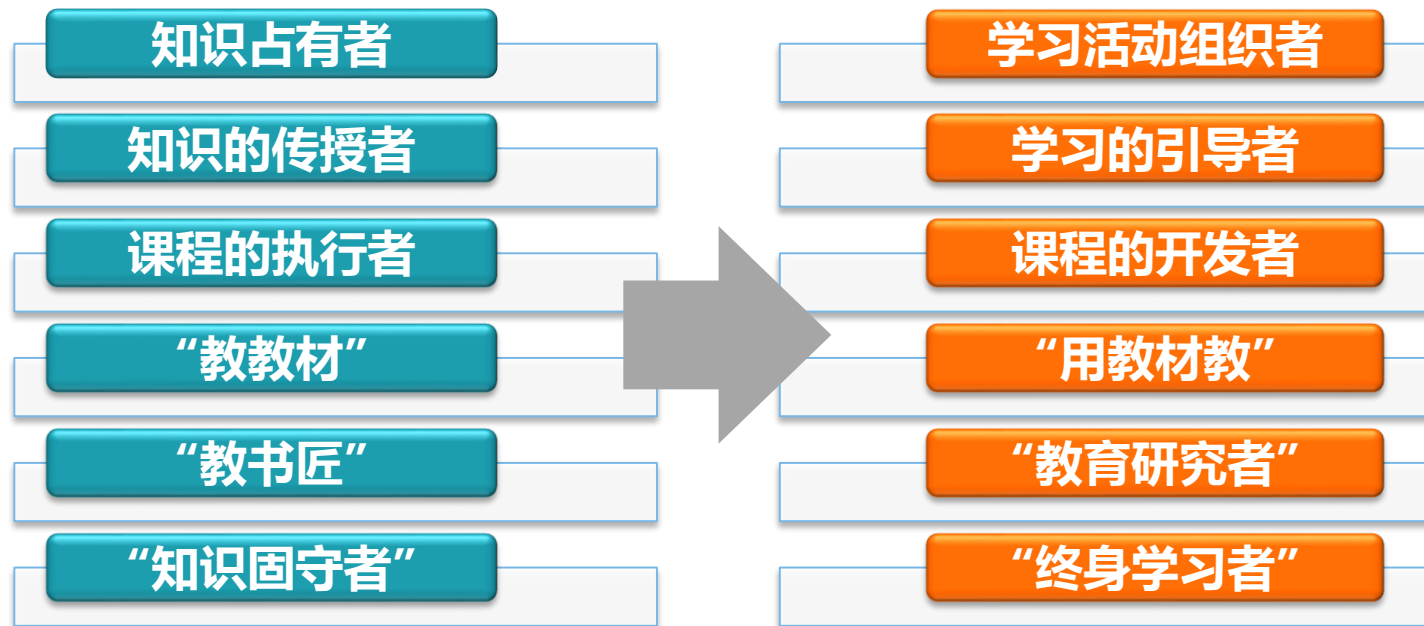 知识占有者
学习活动组织者
知识的传授者
学习的引导者
课程的执行者
课程的开发者
“教教材”
“用教材教”
“教书匠”
“教育研究者”
“知识固守者”
“终身学习者”